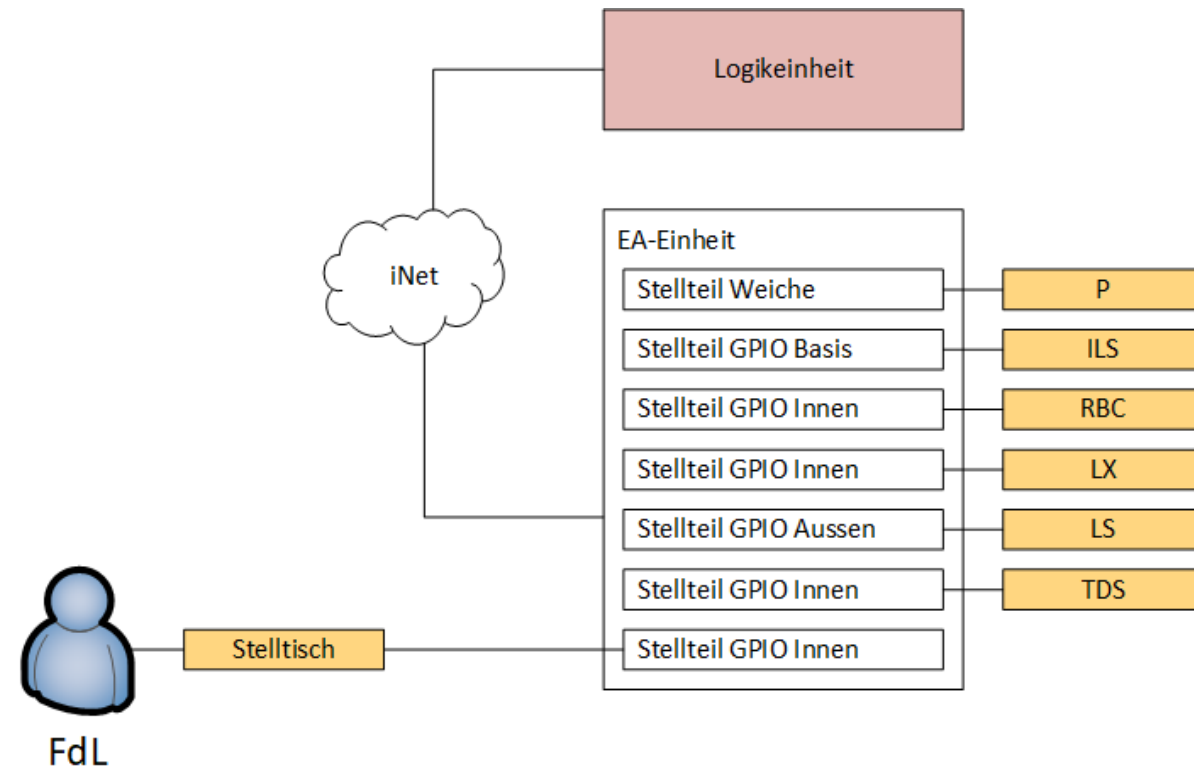 Logikeinheit
iNet
EA-Einheit
Stellteil Weiche
P
Stellteil GPIO Basis
ILS
Stellteil GPIO Innen
RBC
Stellteil GPIO Innen
LX
Stellteil GPIO Aussen
LS
Stellteil GPIO Innen
TDS
Stelltisch
Stellteil GPIO Innen
FdL